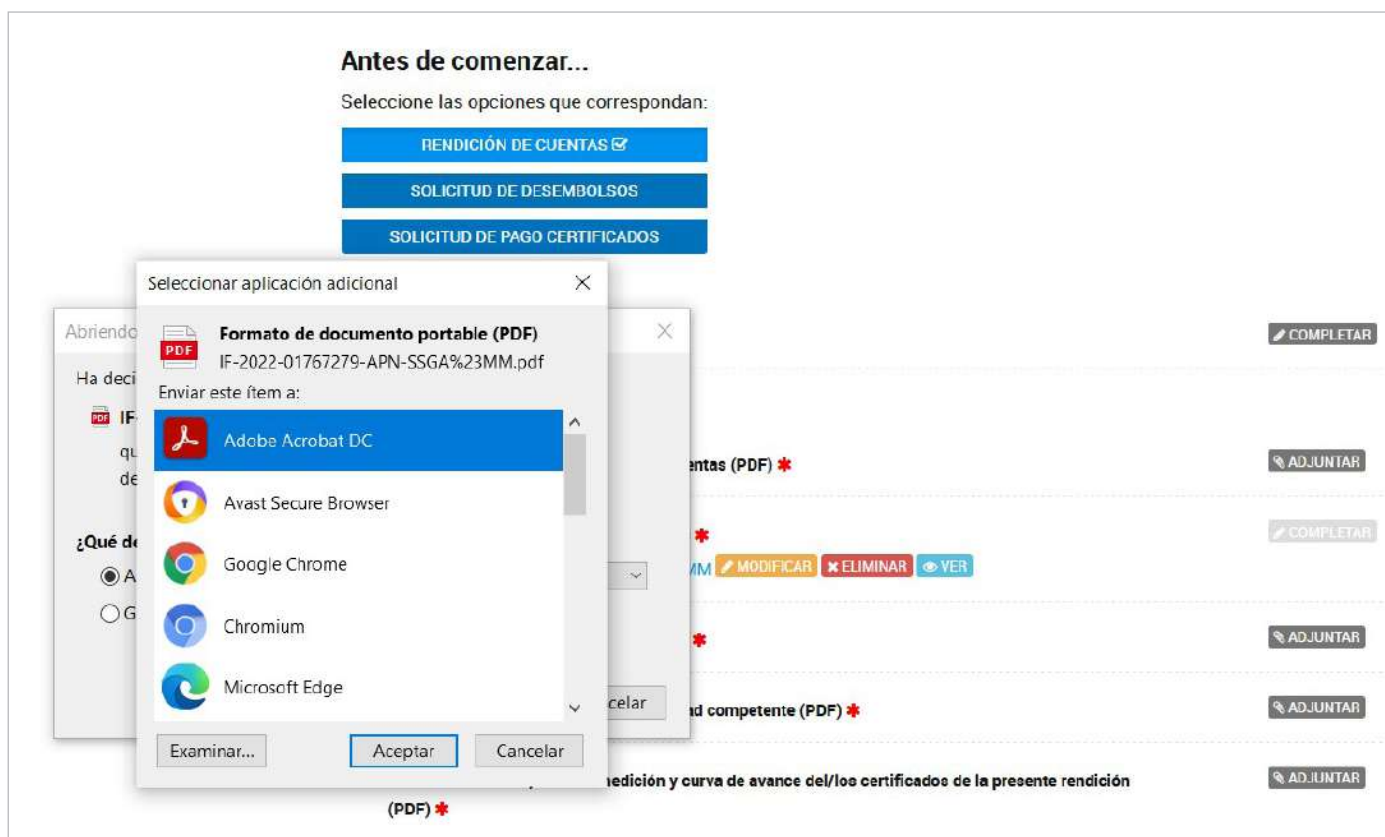 Antes de comenzar...
Seleccione las opciones que correspondan:
RENDICIÓN DE CUENTAS
SOLICITUD DE DESEMBOLSOS
SOLICITUD DE PAGO CERTIFICADOS
Seleccionar aplicación adicional
Formato de documento portable (PDF)
PDF
IF-2022-01767279-APN-SSGA%23MM.pdf
Enviar este ítem a:
Adobe Acrobat DC
Avast Secure Browser
Google Chrome
Chromium
Microsoft Edge
Examinar...
Aceptar
Cancelar
Abriendo
Ha deci
PDF IF-
qu
de
¿Qué de
A
G
celar
COMPLETAR
entas (PDF) *
ADJUNTAR
*
COMPLETAR
MM MODIFICAR ELIMINAR VER
*
ADJUNTAR
ad competente (PDF) *
ADJUNTAR
medición y curva de avance del/los certificados de la presente rendición
(PDF) *
ADJUNTAR